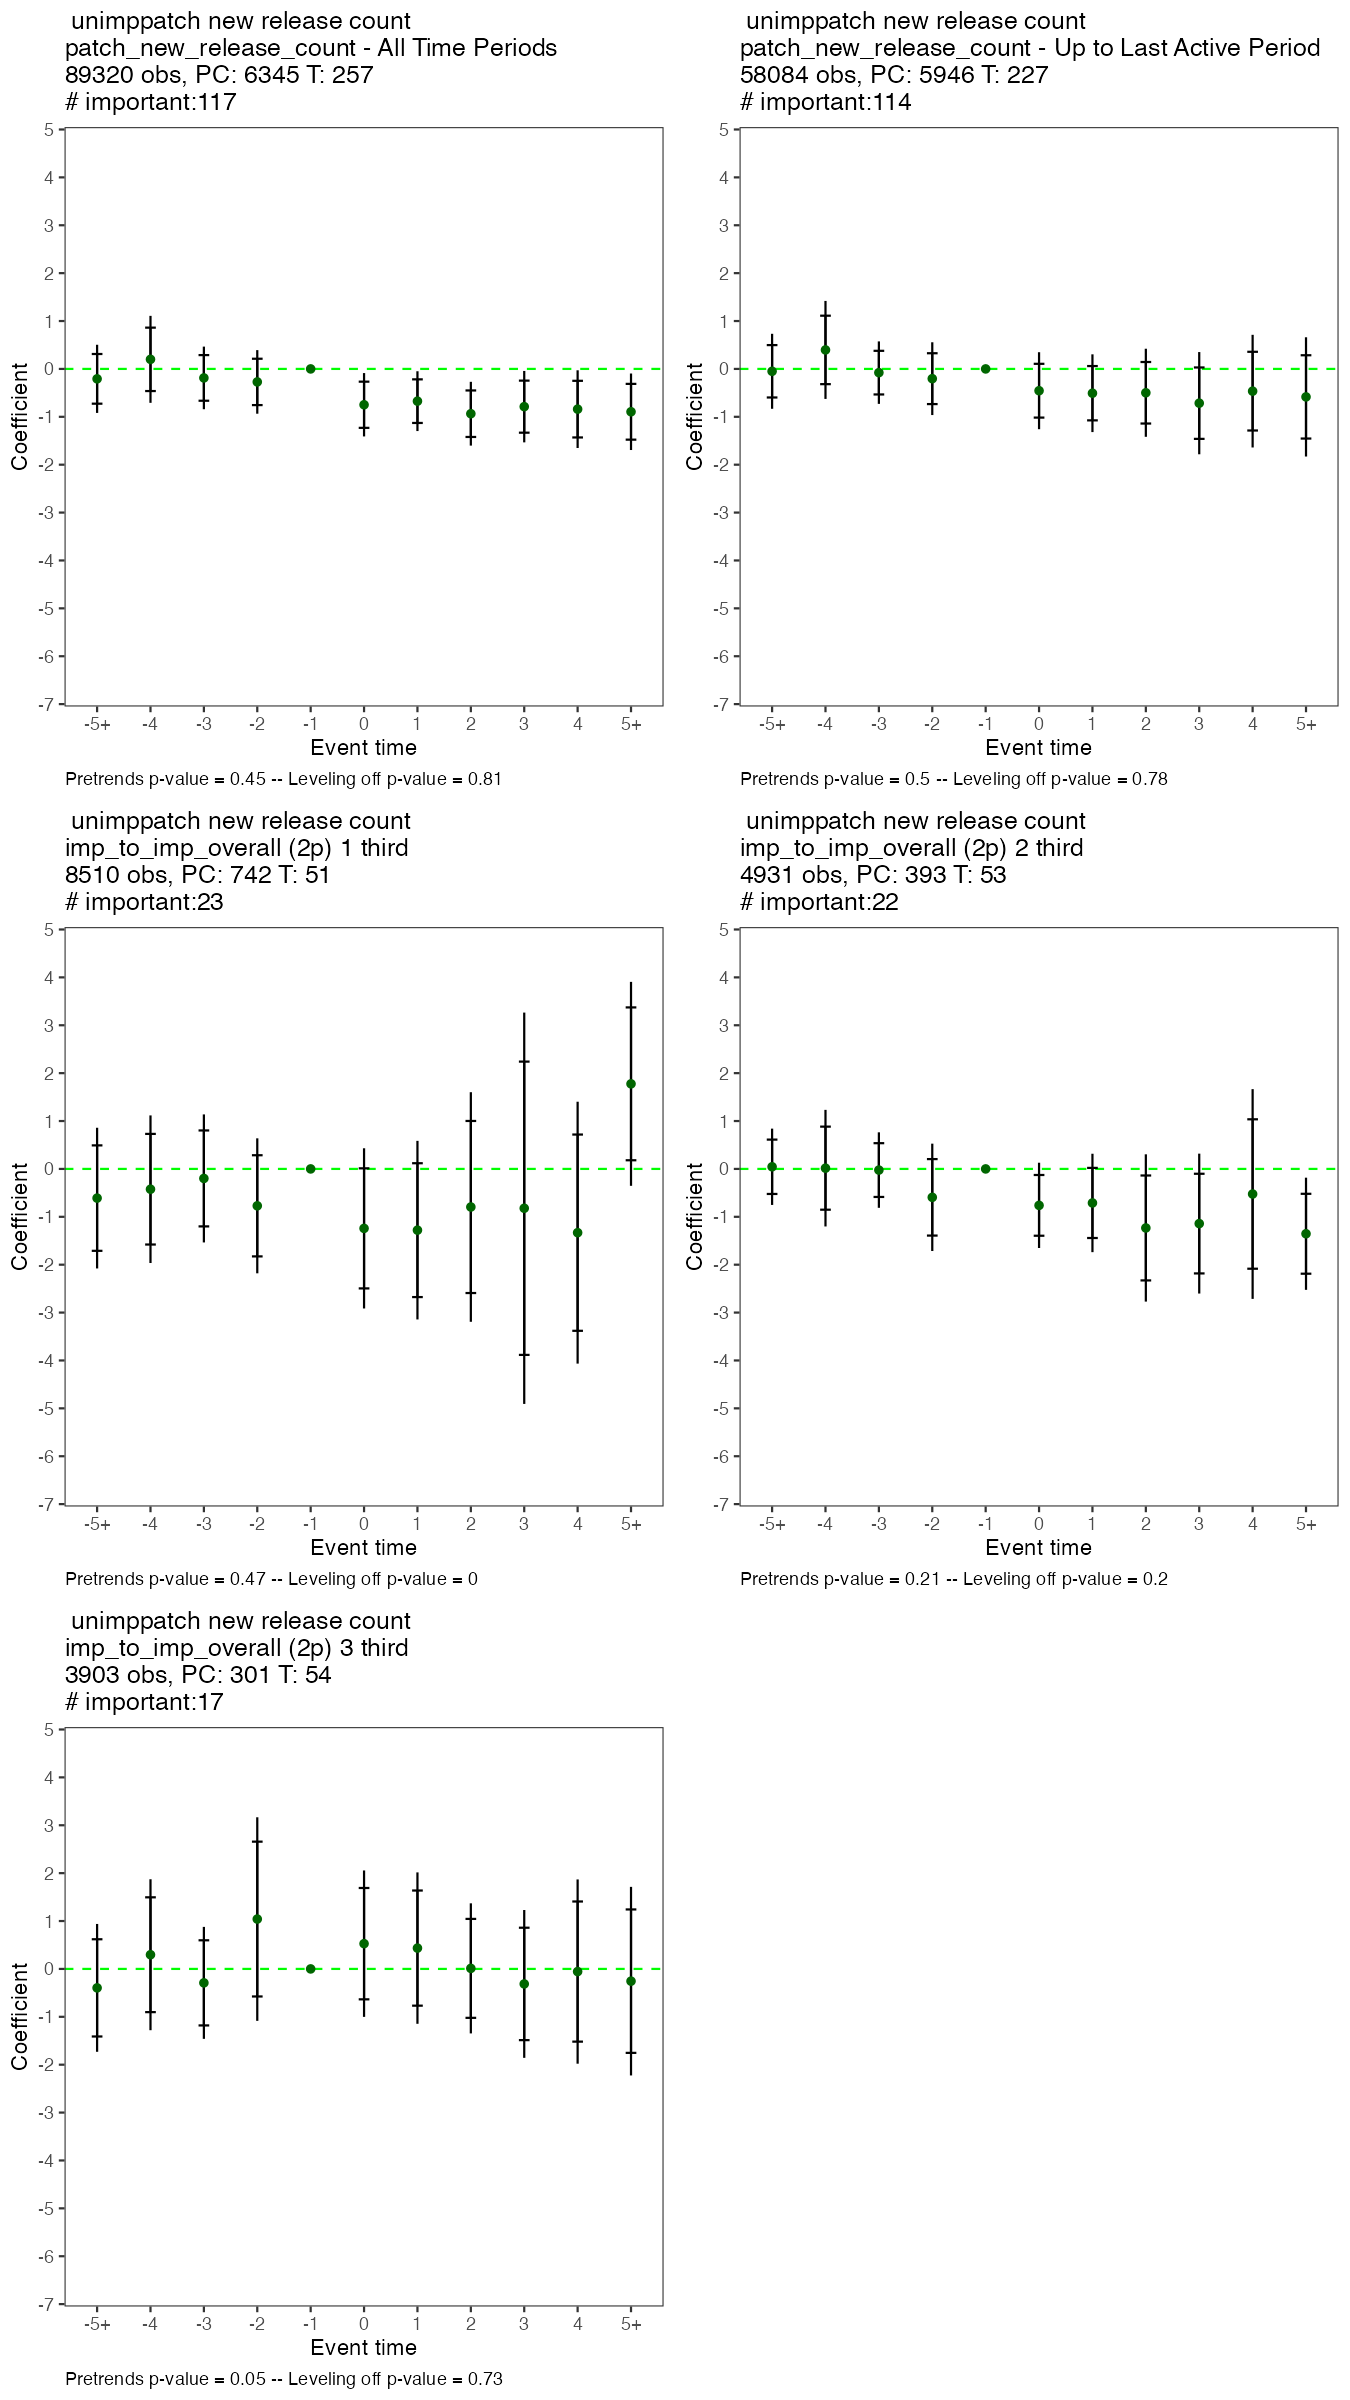 unimppatch new release count
patch_new_release_count - All Time Periods
89320 obs, PC: 6345 T: 257
# important:117
5
4
3
2
1
0
-1
-2
-3
-4
-5
-6
-7
Coefficient
-5+ -4 -3 -2 -1 0 1 2 3 4 5+
Event time
Pretrends p-value = 0.45 -- Leveling off p-value = 0.81
unimppatch new release count
patch_new_release_count - Up to Last Active Period
58084 obs, PC: 5946 T: 227
# important:114
5
4
3
2
1
0
-1
-2
-3
-4
-5
-6
-7
Coefficient
-5+ -4 -3 -2 -1 0 1 2 3 4 5+
Event time
Pretrends p-value = 0.5 -- Leveling off p-value = 0.78
unimppatch new release count
imp_to_imp_overall (2p) 1 third
8510 obs, PC: 742 T: 51
# important:23
5
4
3
2
1
0
-1
-2
-3
-4
-5
-6
-7
Coefficient
-5+ -4 -3 -2 -1 0 1 2 3 4 5+
Event time
Pretrends p-value = 0.47 -- Leveling off p-value = 0
unimppatch new release count
imp_to_imp_overall (2p) 2 third
4931 obs, PC: 393 T: 53
# important:22
5
4
3
2
1
0
-1
-2
-3
-4
-5
-6
-7
Coefficient
-5+ -4 -3 -2 -1 0 1 2 3 4 5+
Event time
Pretrends p-value = 0.21 -- Leveling off p-value = 0.2
unimppatch new release count
imp_to_imp_overall (2p) 3 third
3903 obs, PC: 301 T: 54
# important:17
5
4
3
2
1
0
-1
-2
-3
-4
-5
-6
-7
Coefficient
-5+ -4 -3 -2 -1 0 1 2 3 4 5+
Event time
Pretrends p-value = 0.05 -- Leveling off p-value = 0.73